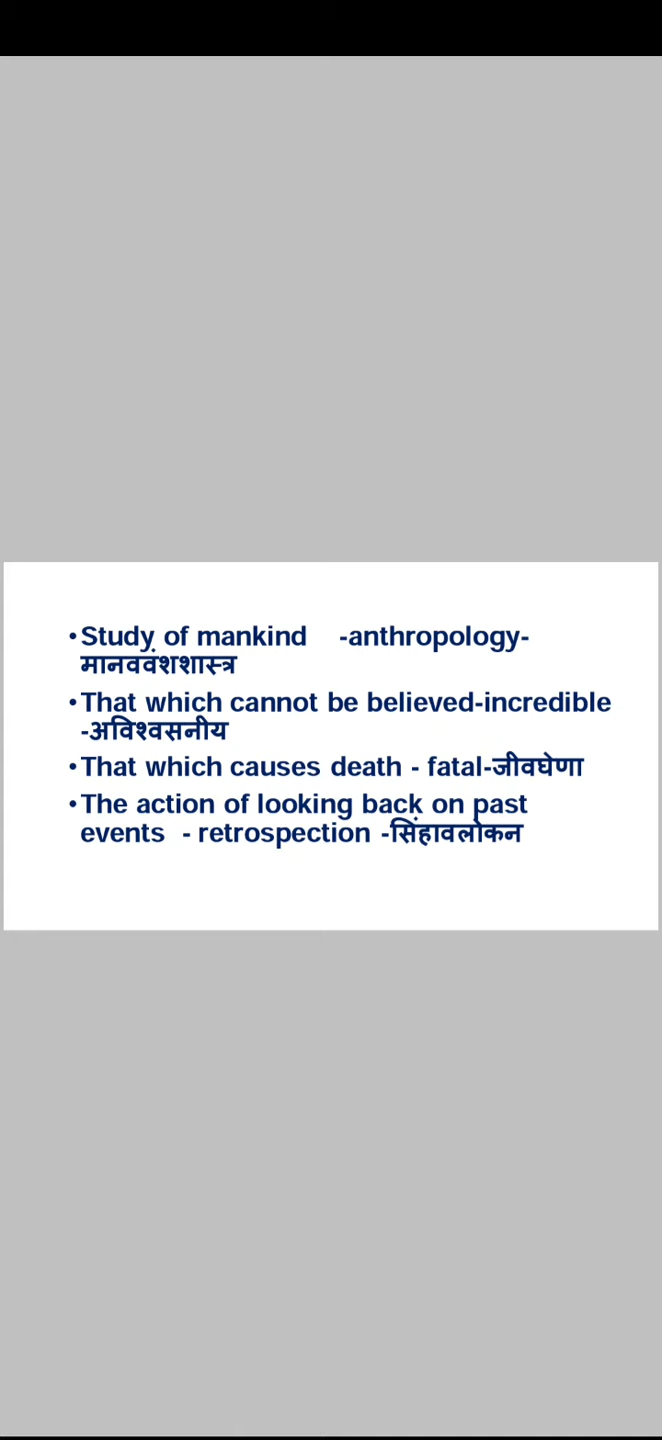 •Study of mankind -anthropology-
मानववंशशास्त्र
•That which cannot be believed-incredible
-अविश्वसनीय
•That which causes death - fatal-जीवघेणा
•The action of looking back on past
events - retrospection -सिंहावलोकन